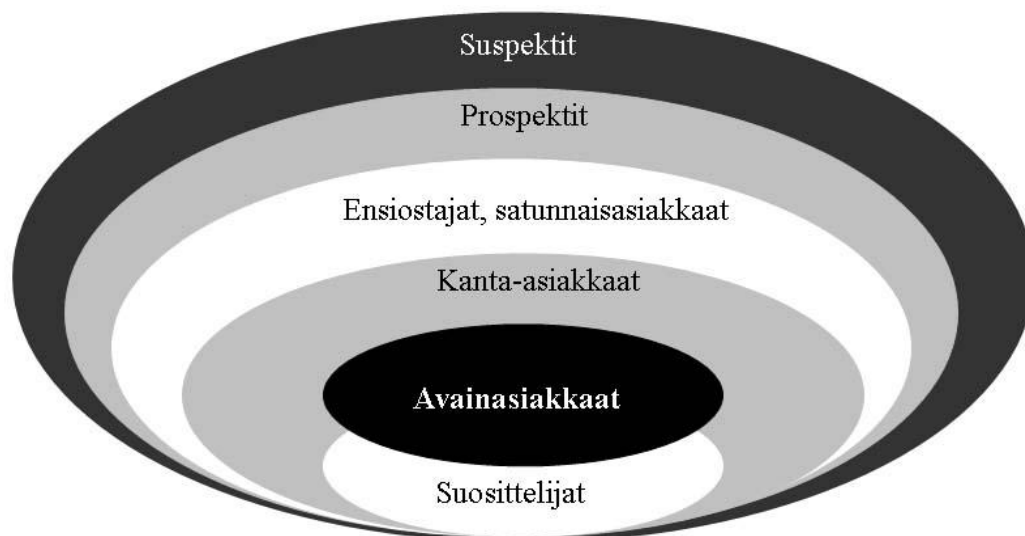 Suspektit
Prospektit
Ensiostajat, satunnaisasiakkaat
Kanta-asiakkaat
Avainasiakkaat
Suosittelijat